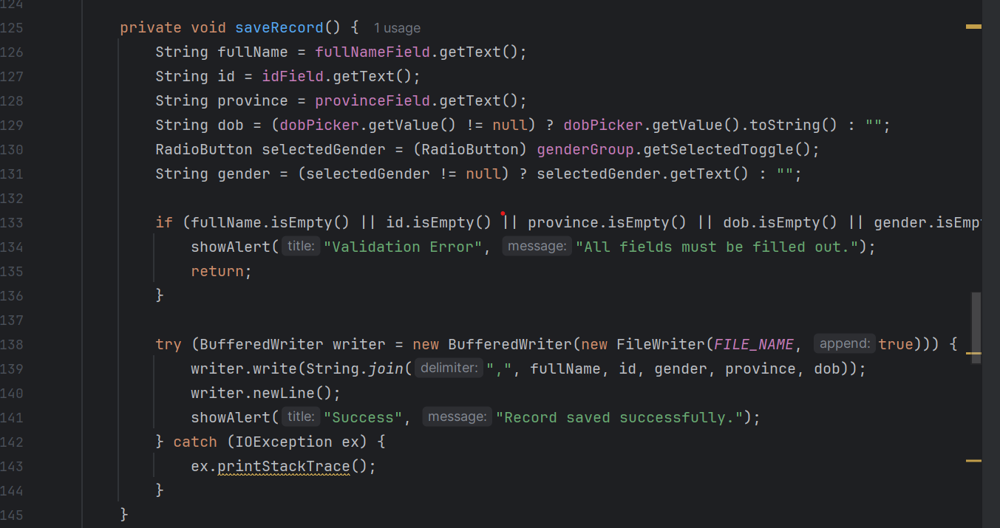 124
125 private void saveRecord() { 1 usage
126 String fullName = fullNameField.getText();
127 String id = idField.getText();
128 String province = provinceField.getText();
129 String dob = (dobPicker.getValue() != null) ? dobPicker.getValue().toString() : "";
130 RadioButton selectedGender = (RadioButton) genderGroup.getSelectedToggle();
131 String gender = (selectedGender != null) ? selectedGender.getText() : "";
132
133 if (fullName.isEmpty() || id.isEmpty() || province.isEmpty() || dob.isEmpty() || gender.isEmp
134 showAlert( title: "Validation Error", message: "All fields must be filled out.");
135 return;
136 }
137
138 try (BufferedWriter writer = new BufferedWriter(new FileWriter(FILE_NAME, append: true))) {
139 writer.write(String.join( delimiter: ",", fullName, id, gender, province, dob));
140 writer.newLine();
141 showAlert( title: "Success", message: "Record saved successfully.");
142 } catch (IOException ex) {
143 ex.printStackTrace();
144 }
145 }